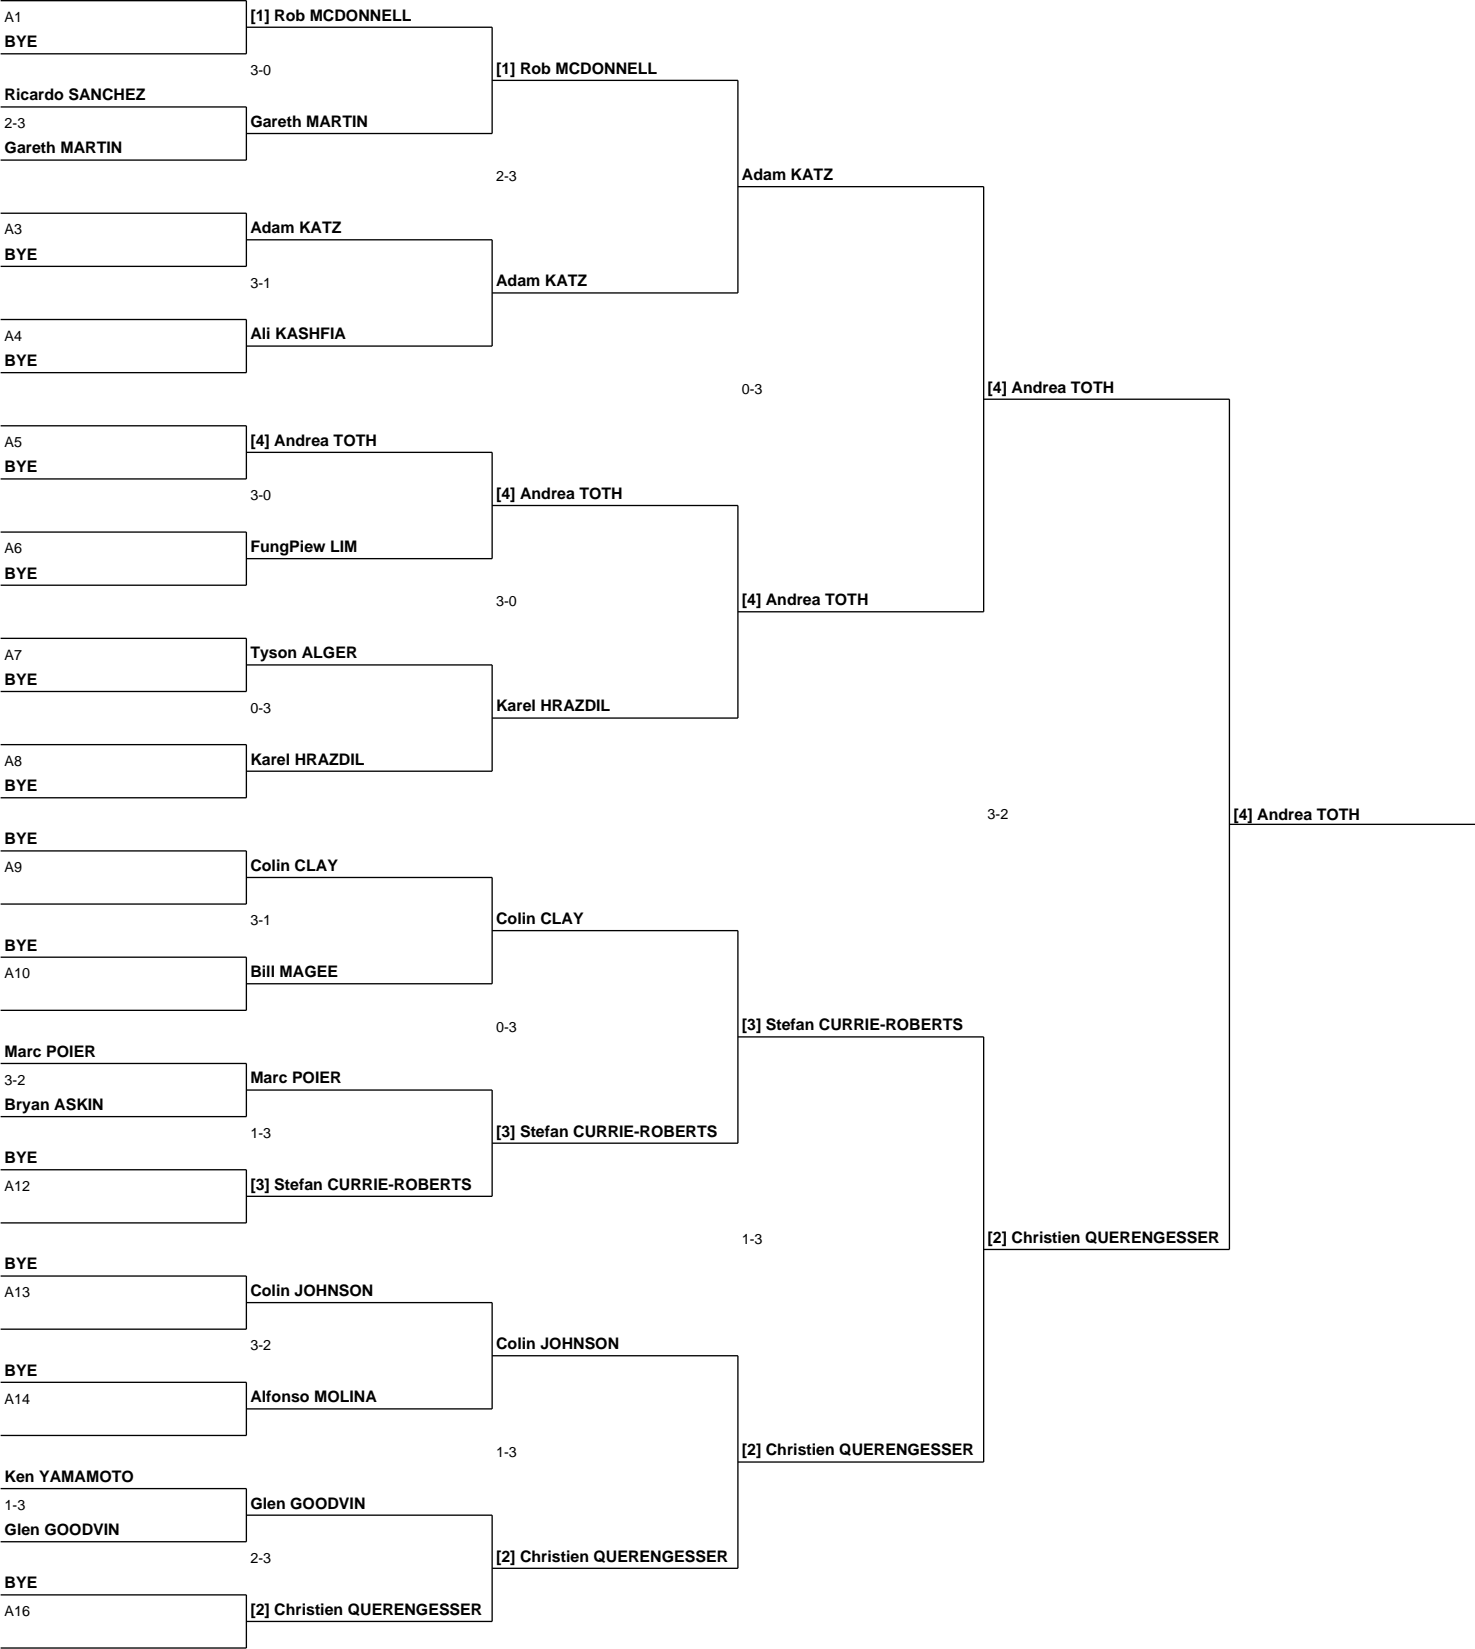 A1
BYE
[1] Rob MCDONNELL
3-0
[1] Rob MCDONNELL
Ricardo SANCHEZ
2-3
Gareth MARTIN
Gareth MARTIN
2-3
Adam KATZ
A3
BYE
Adam KATZ
3-1
Adam KATZ
A4
BYE
Ali KASHFIA
0-3
[4] Andrea TOTH
A5
BYE
[4] Andrea TOTH
3-0
[4] Andrea TOTH
A6
BYE
FungPiew LIM
3-0
[4] Andrea TOTH
A7
BYE
Tyson ALGER
0-3
Karel HRAZDIL
A8
BYE
Karel HRAZDIL
3-2
[4] Andrea TOTH
BYE
A9
Colin CLAY
3-1
Colin CLAY
BYE
A10
Bill MAGEE
0-3
[3] Stefan CURRIE-ROBERTS
Marc POIER
3-2
Bryan ASKIN
Marc POIER
1-3
[3] Stefan CURRIE-ROBERTS
BYE
A12
[3] Stefan CURRIE-ROBERTS
1-3
[2] Christien QUERENGESSER
BYE
A13
Colin JOHNSON
3-2
Colin JOHNSON
BYE
A14
Alfonso MOLINA
1-3
[2] Christien QUERENGESSER
Ken YAMAMOTO
1-3
Glen GOODVIN
Glen GOODVIN
2-3
[2] Christien QUERENGESSER
BYE
A16
[2] Christien QUERENGESSER